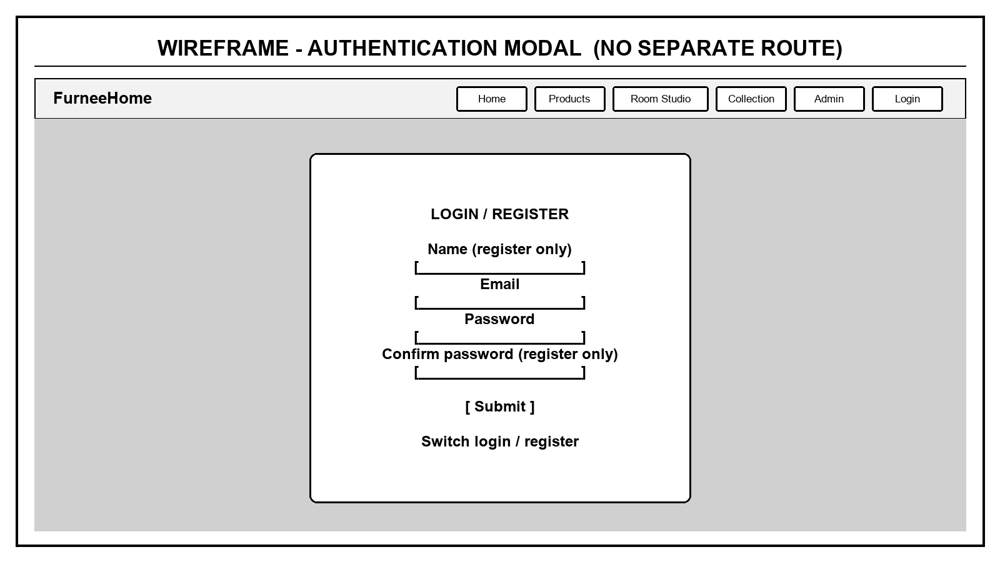 WIREFRAME - AUTHENTICATION MODAL (NO SEPARATE ROUTE)
FurneeHome
Home
Products
Room Studio
Collection
Admin
Login
LOGIN / REGISTER
Name (register only)
[____________________]
Email
[____________________]
Password
[____________________]
Confirm password (register only)
[____________________]
[ Submit ]
Switch login / register